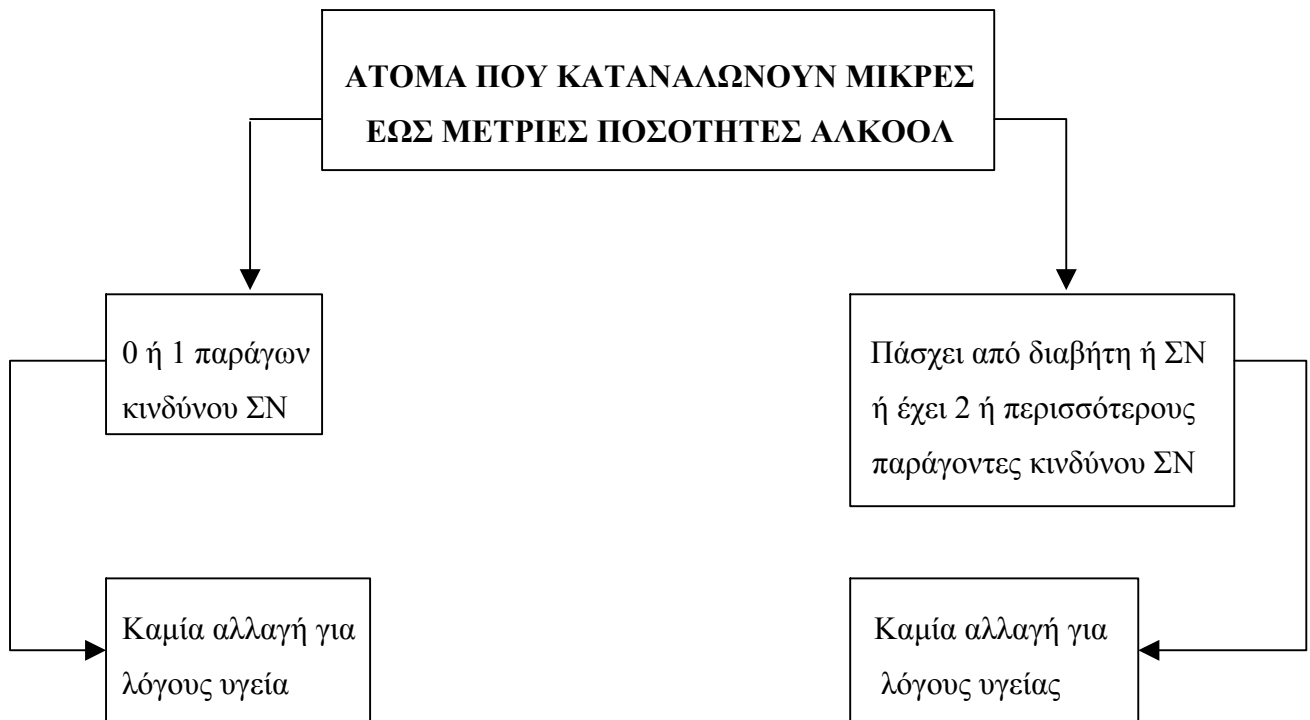 ΑΤΟΜΑ ΠΟΥ ΚΑΤΑΝΑΛΩΝΟΥΝ ΜΙΚΡΕΣ
ΕΩΣ ΜΕΤΡΙΕΣ ΠΟΣΟΤΗΤΕΣ ΑΛΚΟΟΛ
0 ή 1 παράγων
κινδύνου ΣΝ
Πάσχει από διαβήτη ή ΣΝ
ή έχει 2 ή περισσότερους
παράγοντες κινδύνου ΣΝ
Καμία αλλαγή για
λόγους υγεία
Καμία αλλαγή για
λόγους υγείας